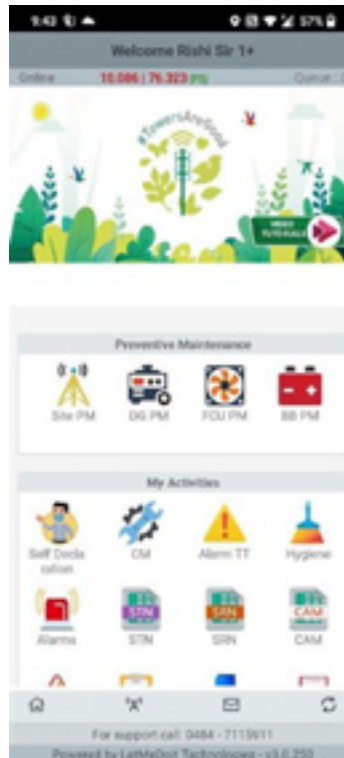 9:43 57%
Welcome Rishi Sir 1+
Online 10.086 | 76.323 Queue :
#TowersAreGood
VIDEO
TUTORIALS
Preventive Maintenance
Site PM DG PM FCU PM BB PM
My Activities
Self Decla
ration CM Alarm TT Hygiene
STN SRN CAM
Alarms STN SRN CAM
For support call: 0484 - 7115911
Powered by LetMeDoit Technologies - v3.0.250